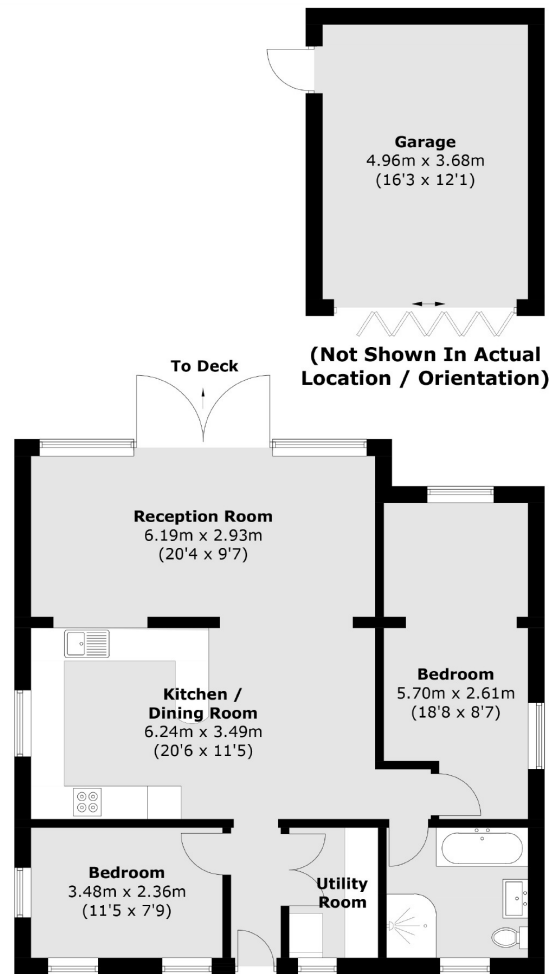 Garage
4.96m x 3.68m
(16'3 x 12'1)
(Not Shown In Actual
Location / Orientation)
To Deck
Reception Room
6.19m x 2.93m
(20'4 x 9'7)
Kitchen /
Dining Room
6.24m x 3.49m
(20'6 x 11'5)
Bedroom
5.70m x 2.61m
(18'8 x 8'7)
Bedroom
3.48m x 2.36m
(11'5 x 7'9)
Utility
Room